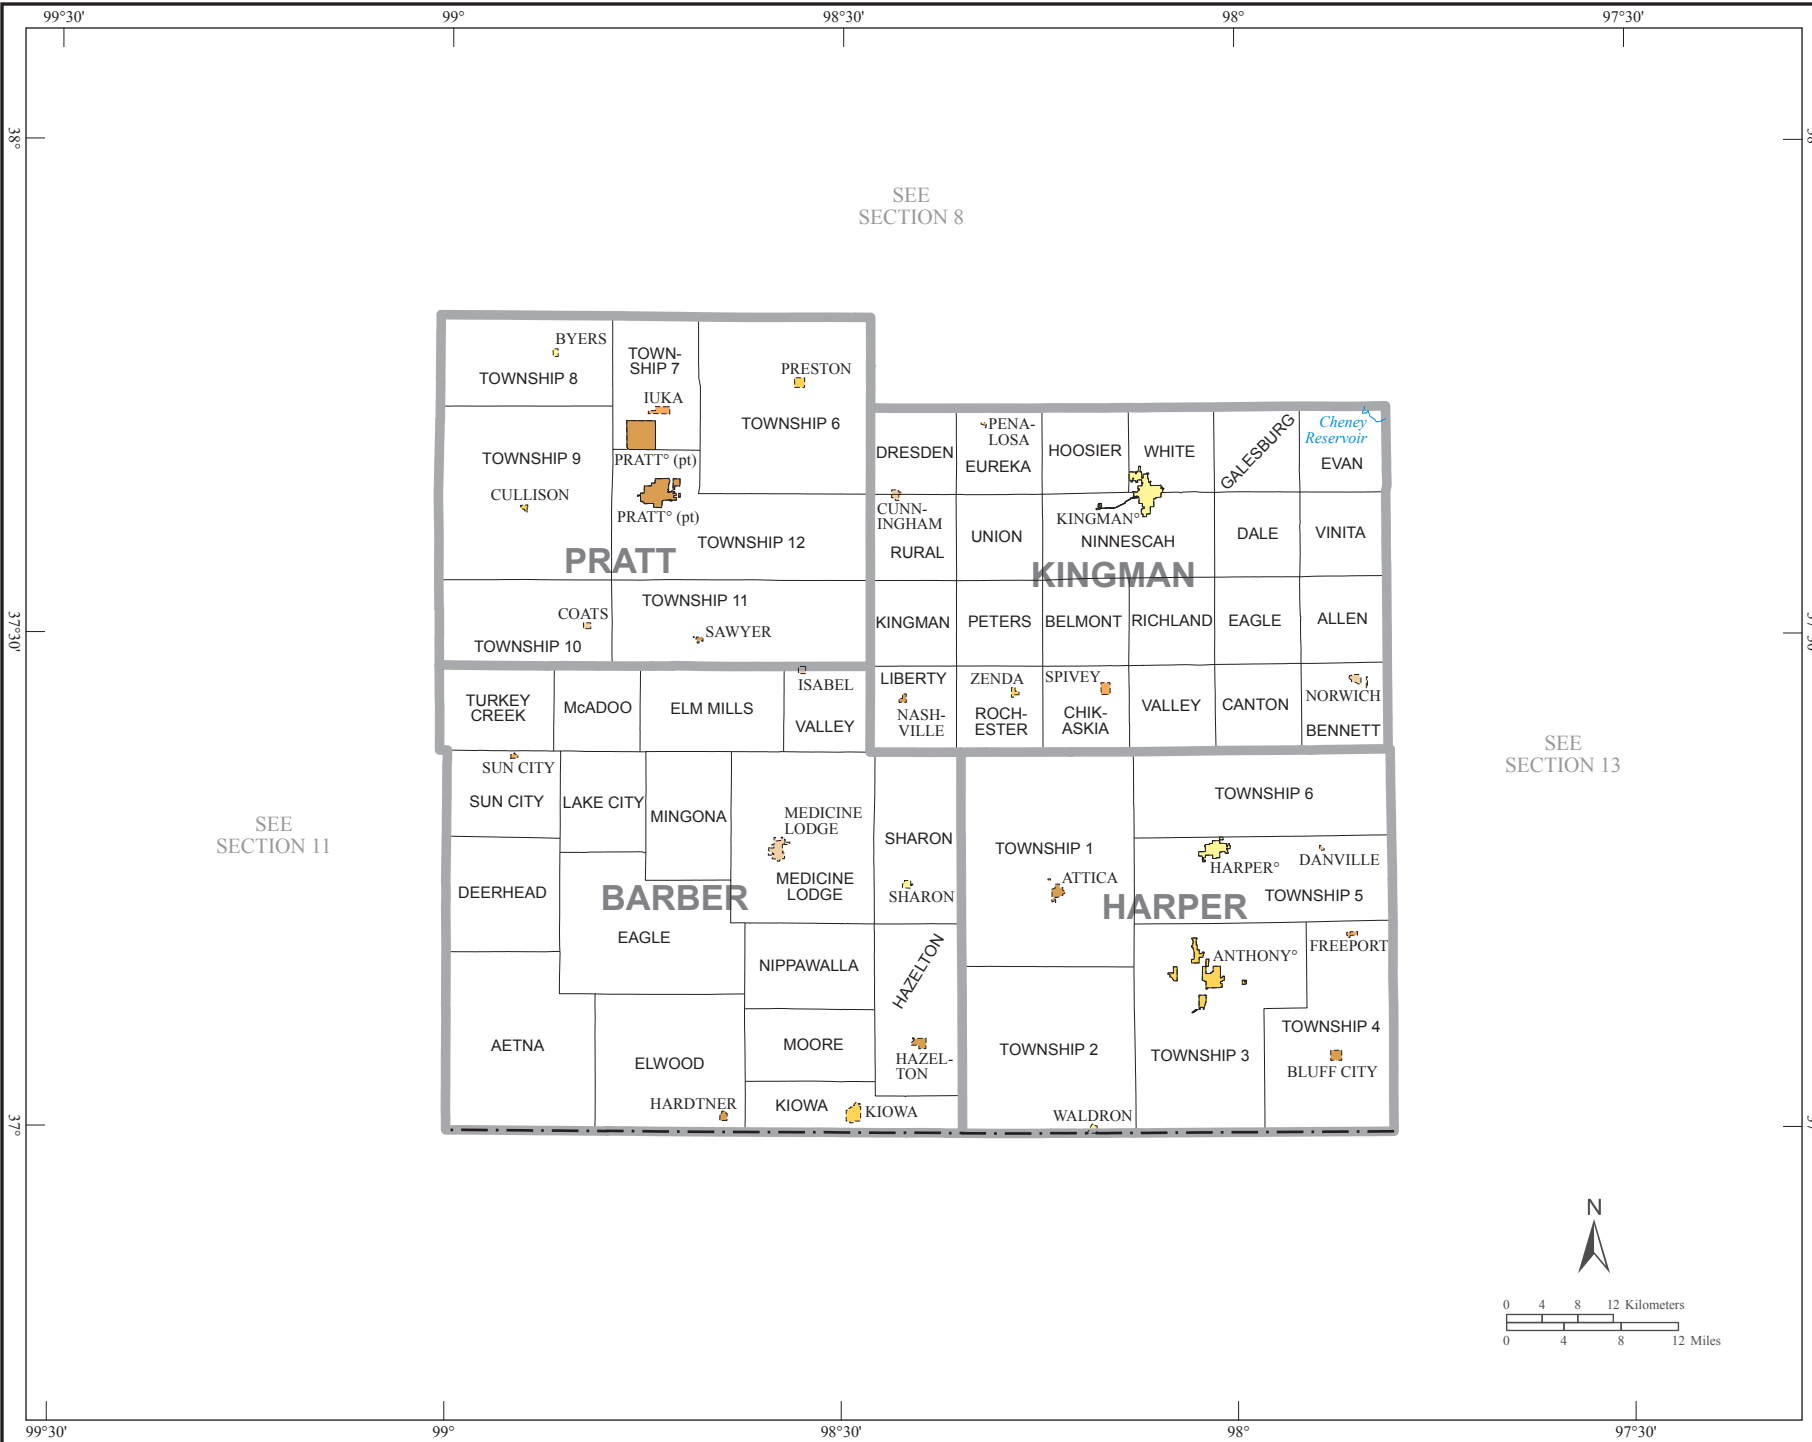 99°30'
99°
98°30'
98°
97°30'
38°
SEE
SECTION 8
BYERS
TOWNSHIP 8
TOWN-
SHIP 7
IUKA
PRESTON
TOWNSHIP 6
PRATT° (pt)
TOWNSHIP 9
CULLISON
PRATT° (pt)
TOWNSHIP 12
PRATT
COATS
TOWNSHIP 10
TOWNSHIP 11
SAWYER
Cheney
Reservoir
DRESDEN
PENA-
LOSA
EUREKA
HOOSIER
WHITE
GALESBURG
EVAN
CUNN-
INGHAM
RURAL
UNION
KINGMAN°
NINNESCAH
DALE
VINITA
KINGMAN
KINGMAN
PETERS
BELMONT
RICHLAND
EAGLE
ALLEN
LIBERTY
NASH-
VILLE
ZENDA
ROCH-
ESTER
SPIVEY
CHIK-
ASKIA
VALLEY
CANTON
NORWICH
BENNETT
37°30'
TURKEY
CREEK
McADOO
ELM MILLS
ISABEL
VALLEY
SUN CITY
SUN CITY
LAKE CITY
MINGONA
MEDICINE
LODGE
MEDICINE
LODGE
SHARON
SHARON
DEERHEAD
BARBER
EAGLE
NIPPAWALLA
HAZELTON
AETNA
ELWOOD
MOORE
HAZEL-
TON
HARDTNER
KIOWA
KIOWA
TOWNSHIP 6
TOWNSHIP 1
ATTICA
HARPER°
DANVILLE
TOWNSHIP 5
HARPER
ANTHONY°
FREEPORT
TOWNSHIP 2
TOWNSHIP 3
TOWNSHIP 4
BLUFF CITY
WALDRON
SEE
SECTION 11
SEE
SECTION 13
37°
N
0 4 8 12 Kilometers
0 4 8 12 Miles
99°30'
99°
98°30'
98°
97°30'